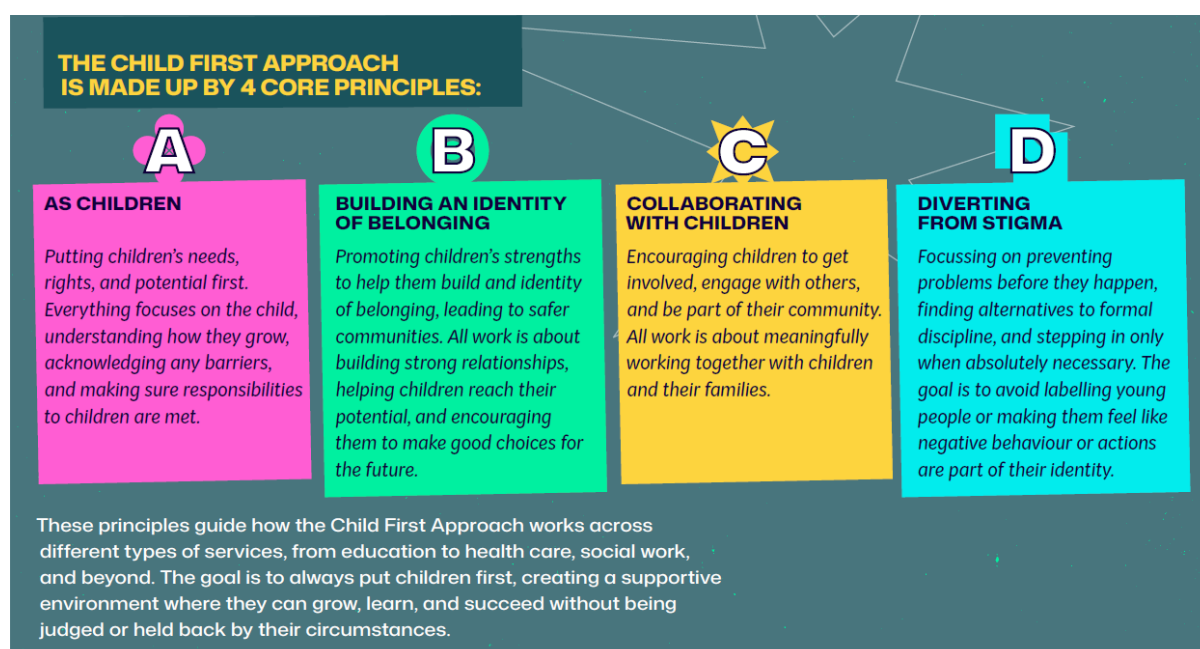 THE CHILD FIRST APPROACH
IS MADE UP BY 4 CORE PRINCIPLES:
A
AS CHILDREN
Putting children's needs,
rights, and potential first.
Everything focuses on the child,
understanding how they grow,
acknowledging any barriers,
and making sure responsibilities
to children are met.
B
BUILDING AN IDENTITY
OF BELONGING
Promoting children's strengths
to help them build and identity
of belonging, leading to safer
communities. All work is about
building strong relationships,
helping children reach their
potential, and encouraging
them to make good choices for
the future.
C
COLLABORATING
WITH CHILDREN
Encouraging children to get
involved, engage with others,
and be part of their community.
All work is about meaningfully
working together with children
and their families.
D
DIVERTING
FROM STIGMA
Focussing on preventing
problems before they happen,
finding alternatives to formal
discipline, and stepping in only
when absolutely necessary. The
goal is to avoid labelling young
people or making them feel like
negative behaviour or actions
are part of their identity.
These principles guide how the Child First Approach works across
different types of services, from education to health care, social work,
and beyond. The goal is to always put children first, creating a supportive
environment where they can grow, learn, and succeed without being
judged or held back by their circumstances.